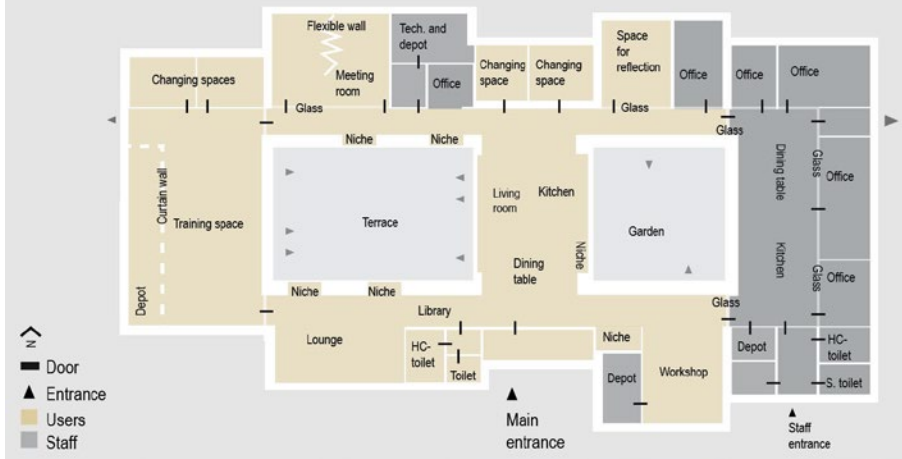 Flexible wall
Tech. and
depot
Space
for
reflection
Changing spaces
Meeting
room
Office
Changing
space
Changing
space
Office
Office
Office
Glass
Glass
Glass
Niche
Niche
Curtain wall
Training space
Terrace
Living
room
Kitchen
Dining
table
Niche
Garden
Dining table
Glass
Office
Kitchen
Glass
Office
Depot
Niche
Niche
Library
Glass
Lounge
HC-
toilet
Toilet
Niche
Depot
Workshop
Depot
HC-
toilet
S. toilet
N
Door
Entrance
Users
Staff
Main
entrance
Staff
entrance